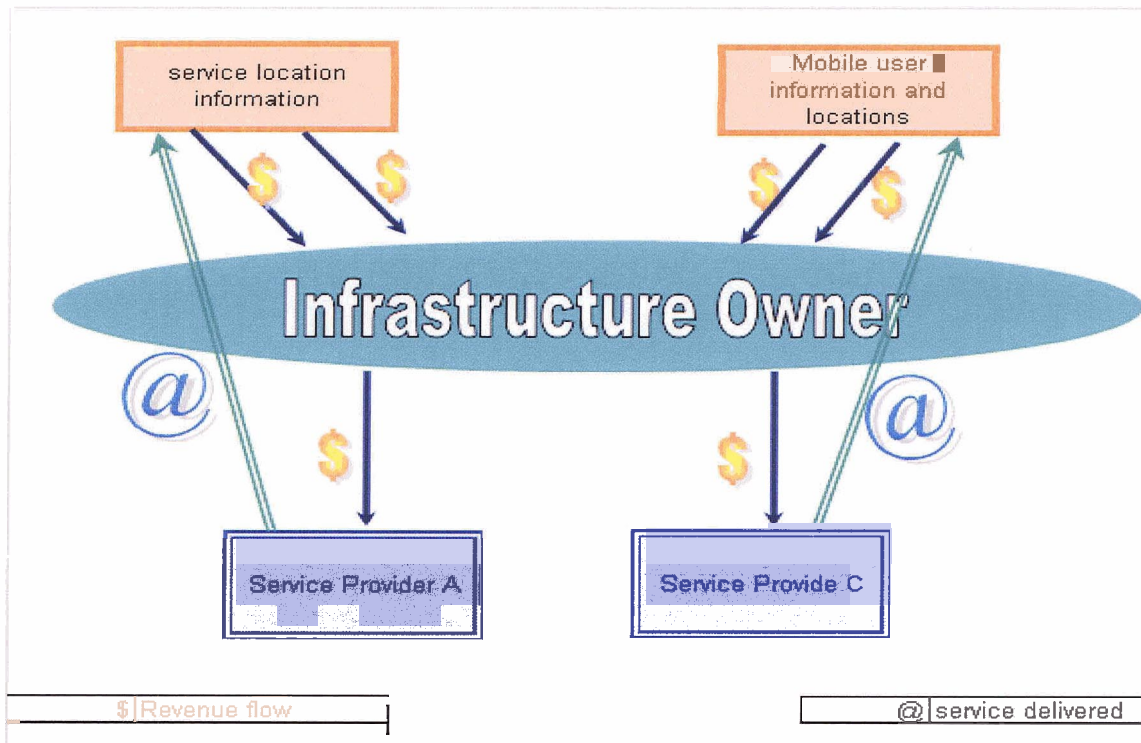 service location
information
Mobile user
information and
locations
$
$
$
$
Infrastructure Owner
@
@
$
$
Service Provider A
Service Provide C
$ Revenue flow
@ service delivered